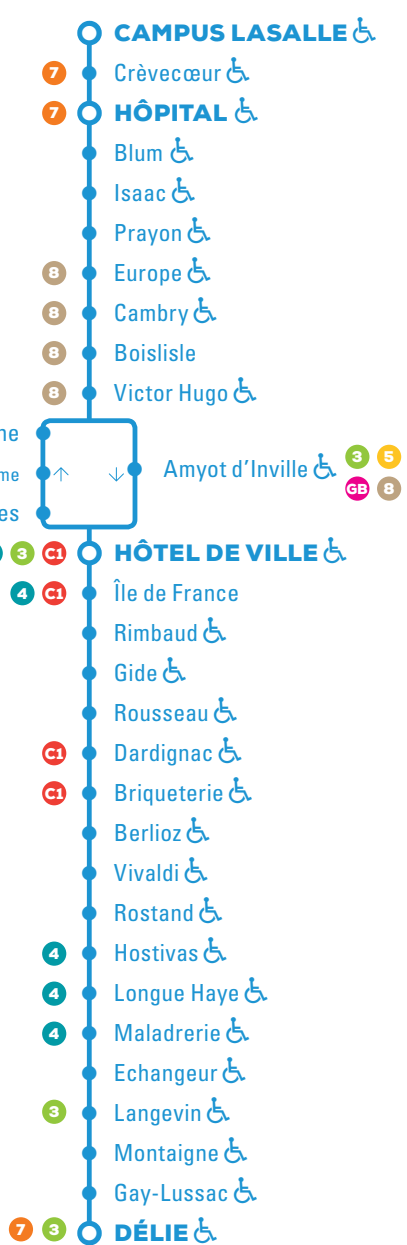 CAMPUS LASALLE
7 Crèvecœur
7 HÔPITAL
Blum
Isaac
Prayon
8 Europe
8 Cambry
8 Boislisle
8 Victor Hugo
↑ ↓ Amyot d'Inville 3 5
GB 8
3 C1 HÔTEL DE VILLE
4 C1 Île de France
Rimbaud
Gide
Rousseau
C1 Dardignac
C1 Briqueterie
Berlioz
Vivaldi
Rostand
4 Hostivas
4 Longue Haye
4 Maladrerie
Echangeur
3 Langevin
Montaigne
Gay-Lussac
7 3 DÉLIE